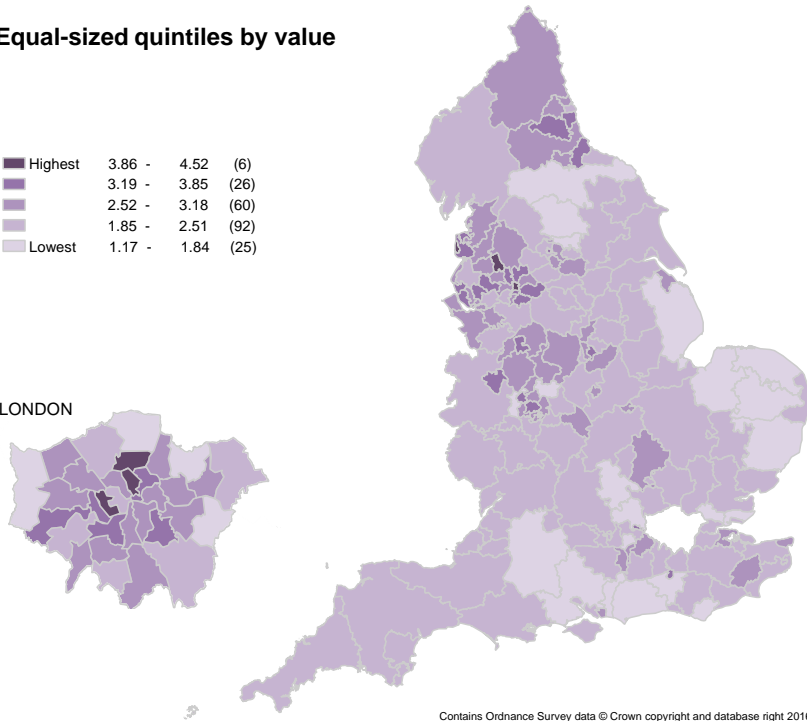 Equal-sized quintiles by value
Highest 3.86 - 4.52 (6)
3.19 - 3.85 (26)
2.52 - 3.18 (60)
1.85 - 2.51 (92)
Lowest 1.17 - 1.84 (25)
LONDON
Contains Ordnance Survey data © Crown copyright and database right 2016